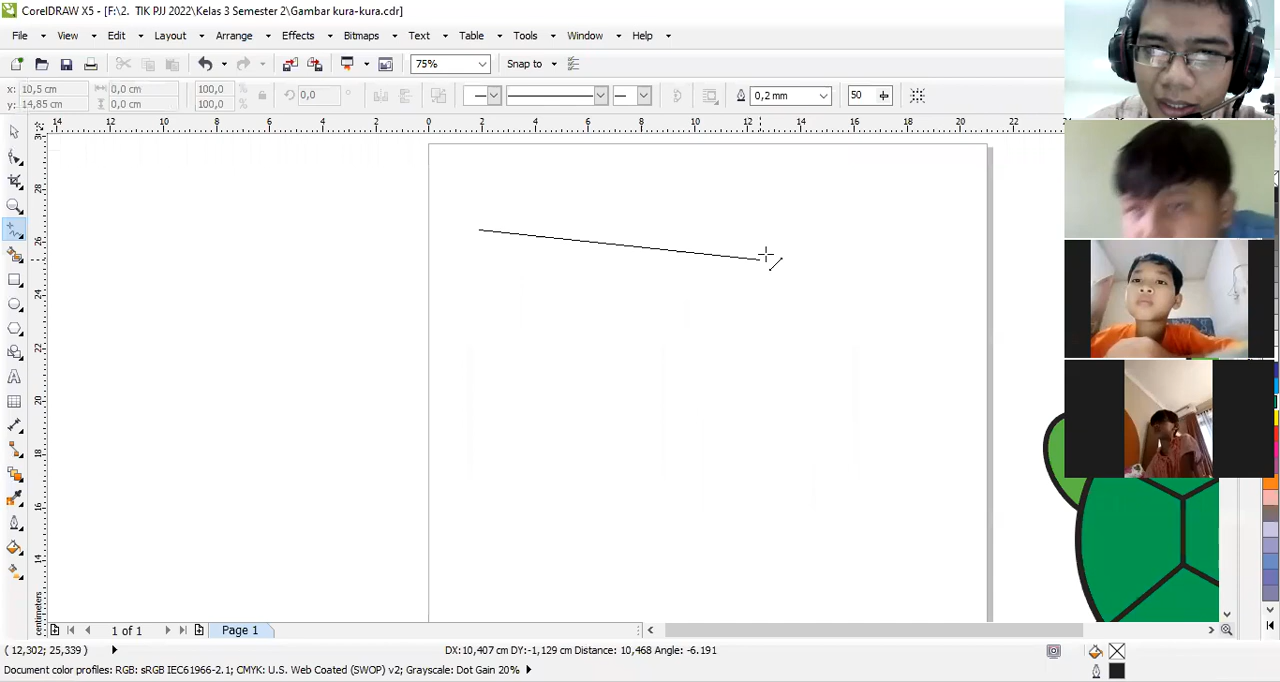 CorelDRAW X5 - [F:\2. TIK PJJ 2022\Kelas 3 Semester 2\Gambar kura-kura.cdr]
File View Edit Layout Arrange Effects Bitmaps Text Table Tools Window Help
75% Snap to
x: 10,5 cm 0,0 cm 100,0 % 0,0 ° 0,2 mm 50
y: 14,85 cm 0,0 cm 100,0 %
14 12 10 8 6 4 2 0 2 4 6 8 10 12 14 16 18 20 22
28
26
24
22
20
18
16
14
centimeters
1 of 1 Page 1
( 12,302; 25,339 ) DX:10,407 cm DY:-1,129 cm Distance: 10,468 Angle: -6.191
Document color profiles: RGB: sRGB IEC61966-2.1; CMYK: U.S. Web Coated (SWOP) v2; Grayscale: Dot Gain 20%